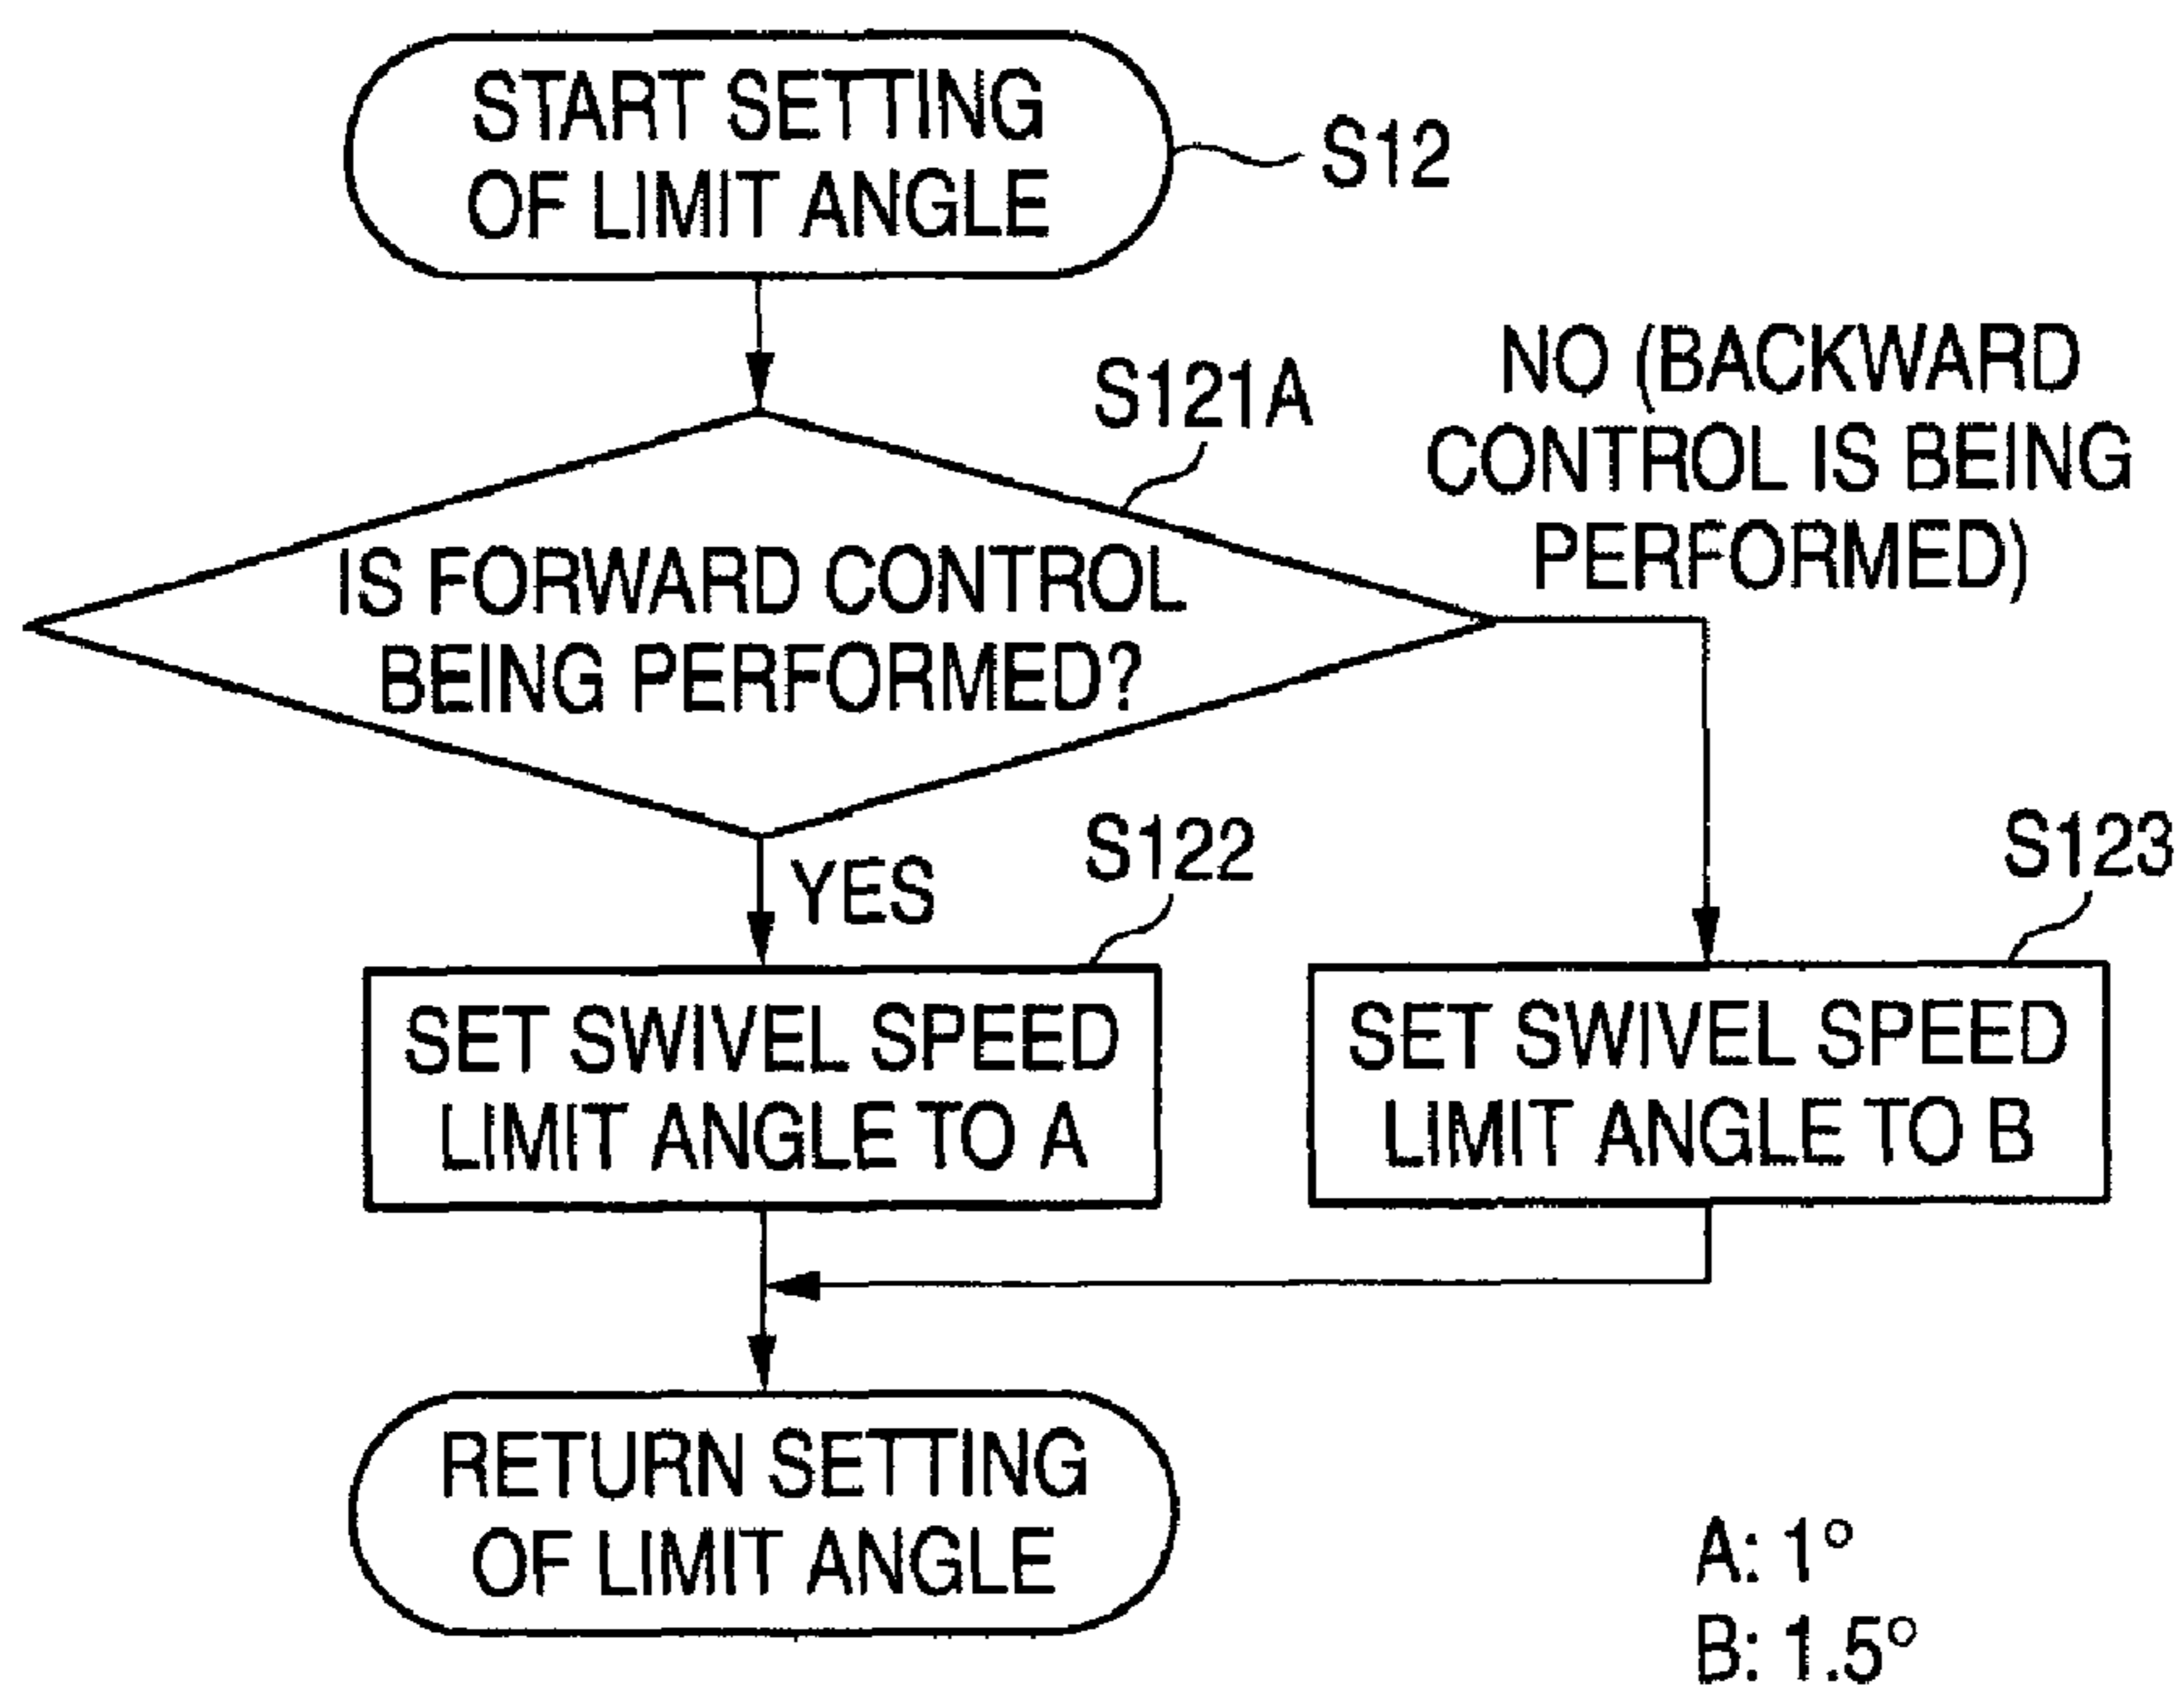 START SETTING
OF LIMIT ANGLE
S12
S121A
NO (BACKWARD
CONTROL IS BEING
PERFORMED)
IS FORWARD CONTROL
BEING PERFORMED?
YES
S122
S123
SET SWIVEL SPEED
LIMIT ANGLE TO A
SET SWIVEL SPEED
LIMIT ANGLE TO B
RETURN SETTING
OF LIMIT ANGLE
A: 1°
B: 1.5°